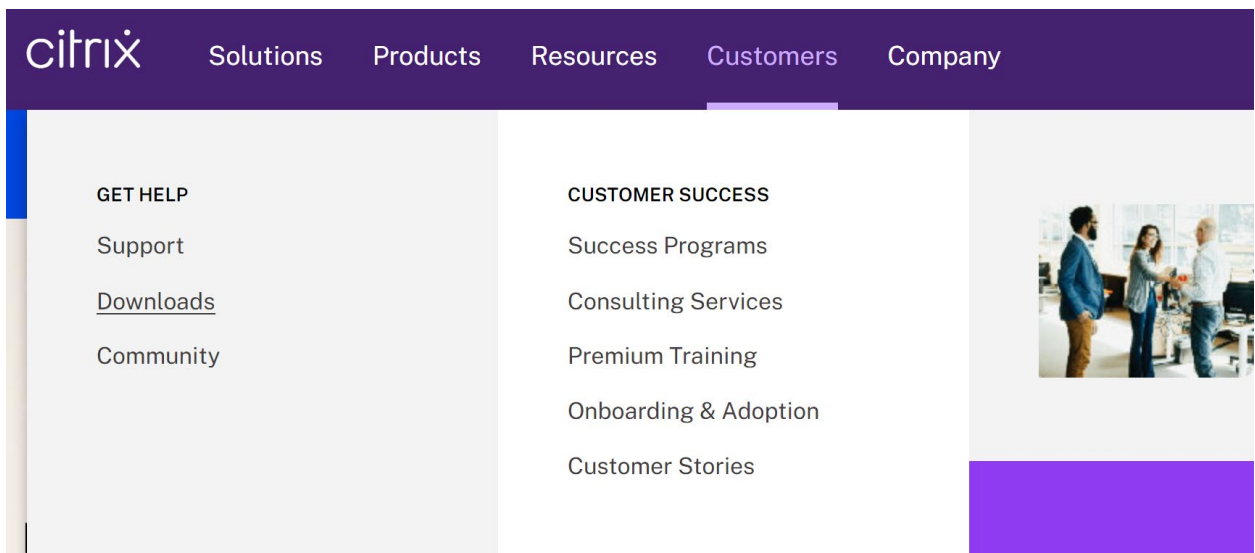 citrix
Solutions Products Resources Customers Company
GET HELP
Support
Downloads
Community
CUSTOMER SUCCESS
Success Programs
Consulting Services
Premium Training
Onboarding & Adoption
Customer Stories